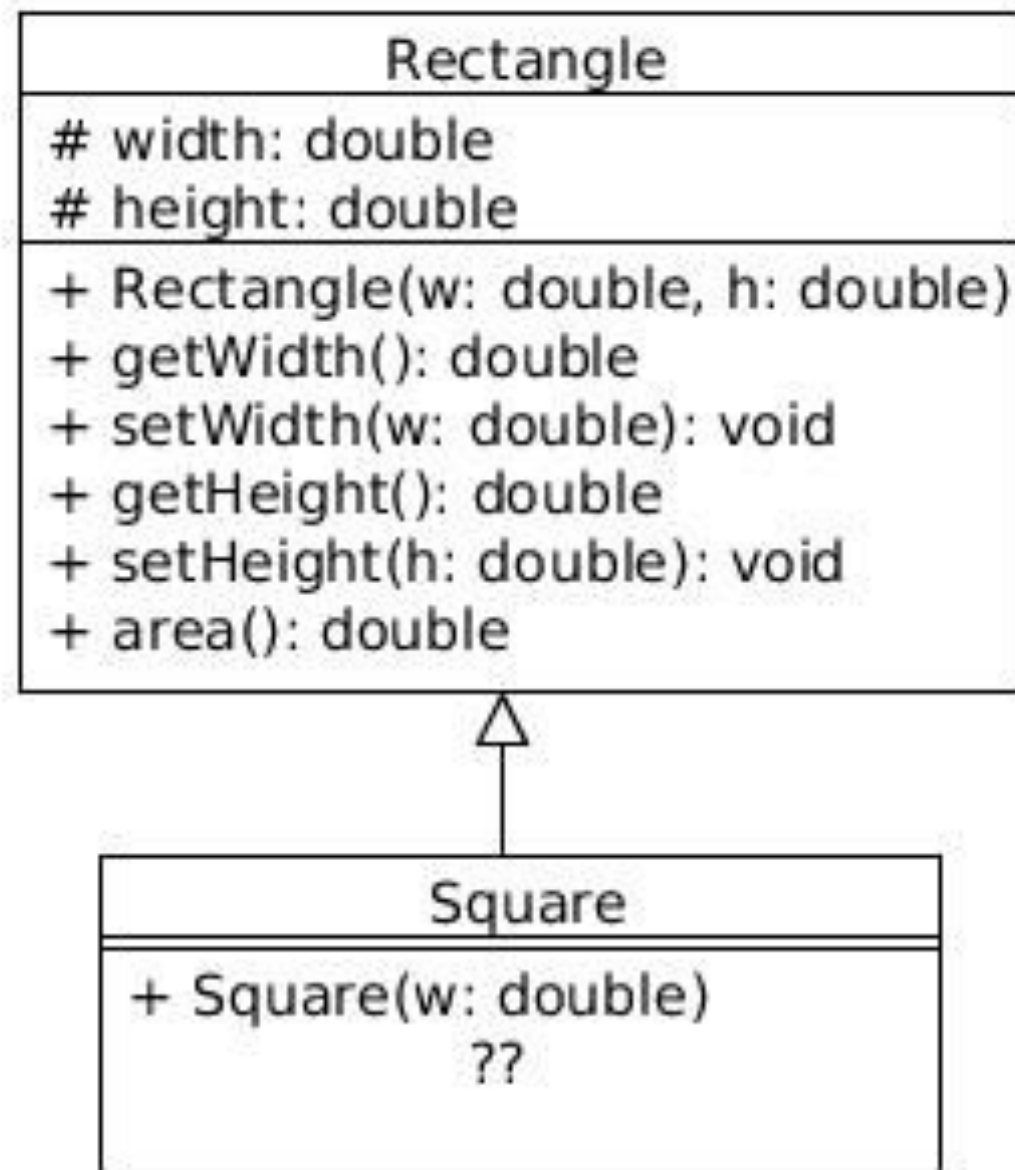 Rectangle
# width: double
# height: double
+ Rectangle(w: double, h: double)
+ getWidth(): double
+ setWidth(w: double): void
+ getHeight(): double
+ setHeight(h: double): void
+ area(): double
Square
+ Square(w: double)
??